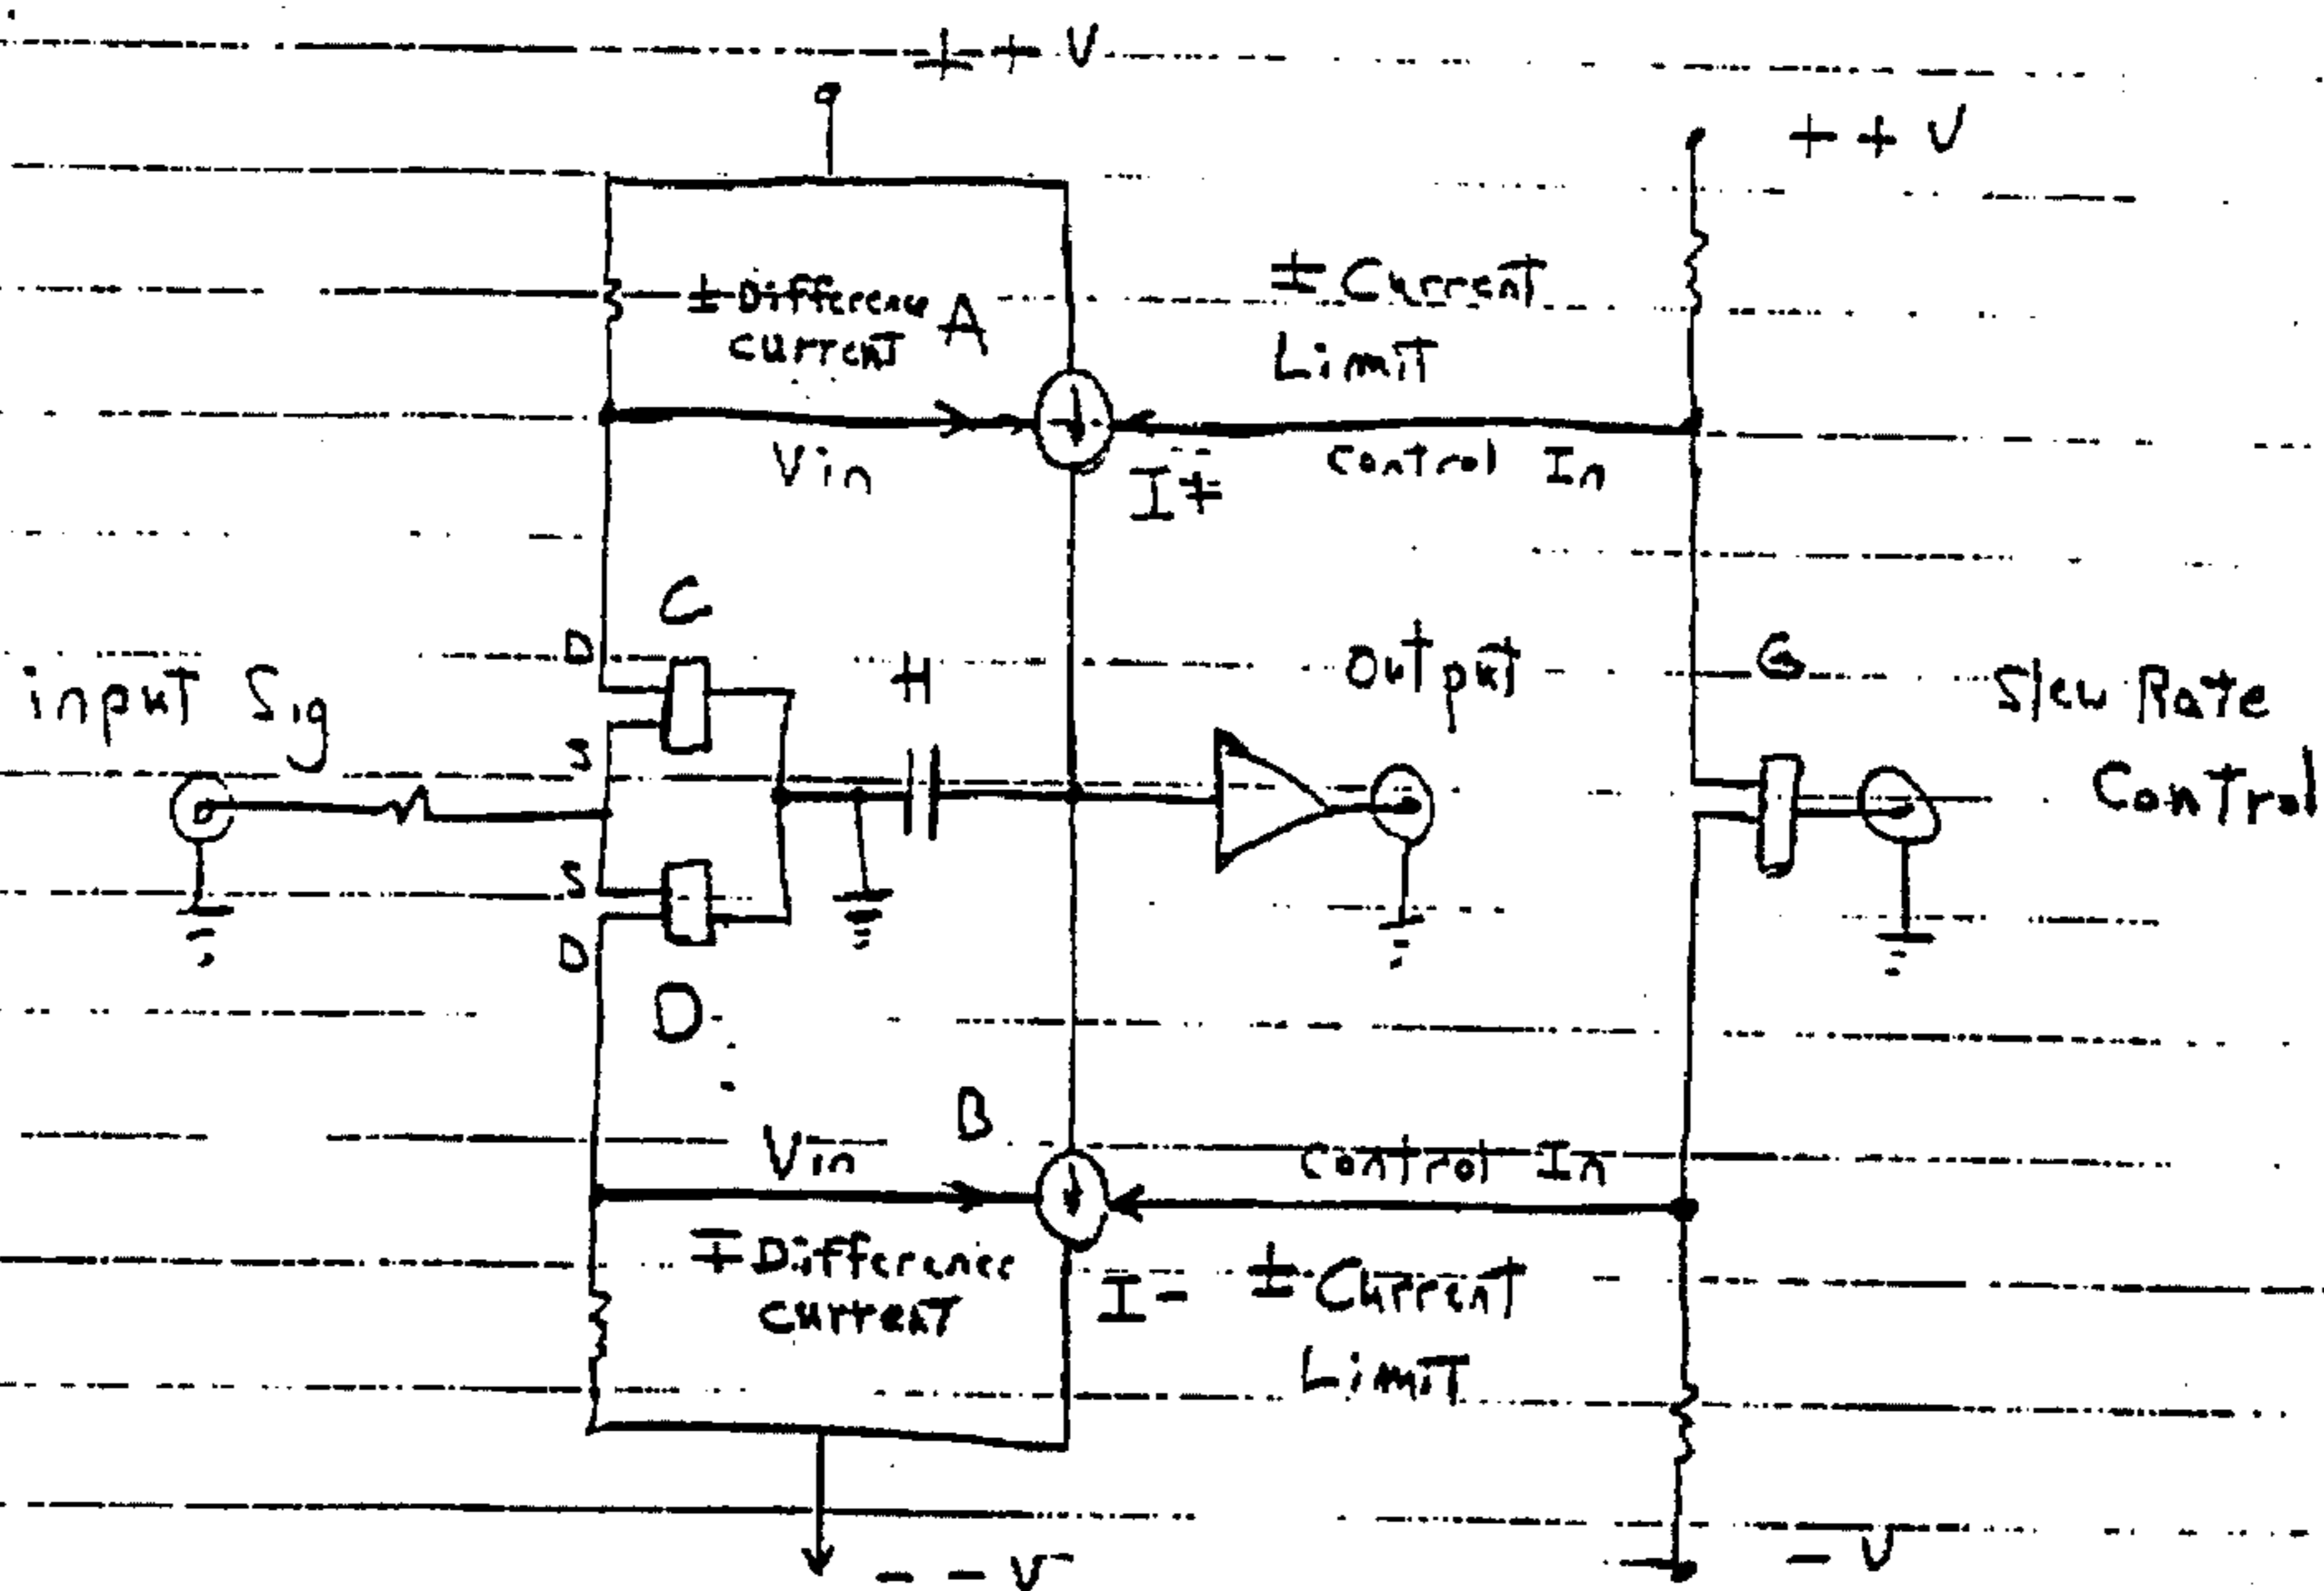 ++ V
++ V
± Difference
current
A
± Current
Limit
Vin
I+
Control In
C
D
input Sig
S
H
Output
G
Slew Rate
Control
S
D
D
B
Vin
Control In
∓ Difference
current
I-
± Current
Limit
-- V
- V